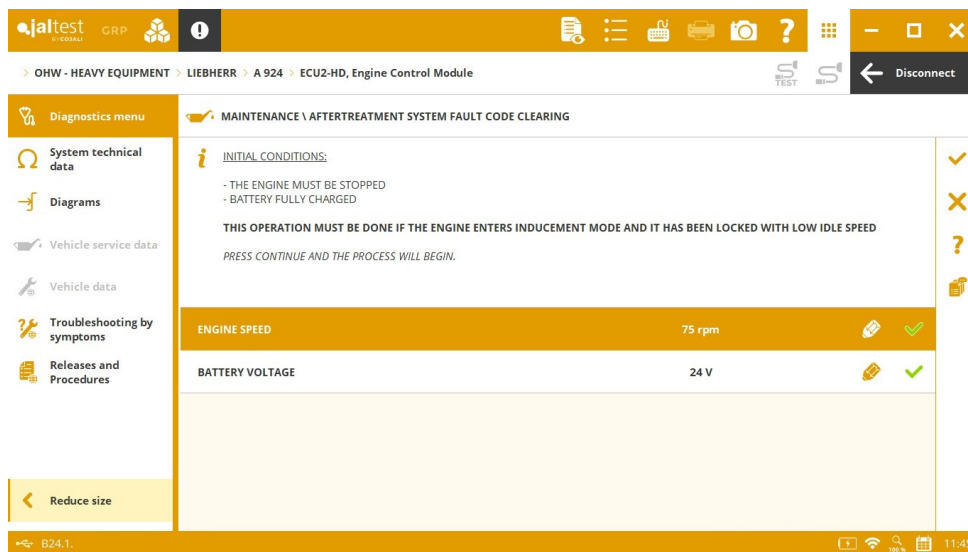 jaltest GRP
BY COJALI
TEST
> OHW - HEAVY EQUIPMENT > LIEBHERR > A 924 > ECU2-HD, Engine Control Module
Disconnect
Diagnostics menu
System technical
data
Diagrams
Vehicle service data
Vehicle data
Troubleshooting by
symptoms
Releases and
Procedures
Reduce size
MAINTENANCE \ AFTERTREATMENT SYSTEM FAULT CODE CLEARING
INITIAL CONDITIONS:
- THE ENGINE MUST BE STOPPED
- BATTERY FULLY CHARGED
THIS OPERATION MUST BE DONE IF THE ENGINE ENTERS INDUCEMENT MODE AND IT HAS BEEN LOCKED WITH LOW IDLE SPEED
PRESS CONTINUE AND THE PROCESS WILL BEGIN.
ENGINE SPEED 75 rpm
BATTERY VOLTAGE 24 V
B24.1.
100 %